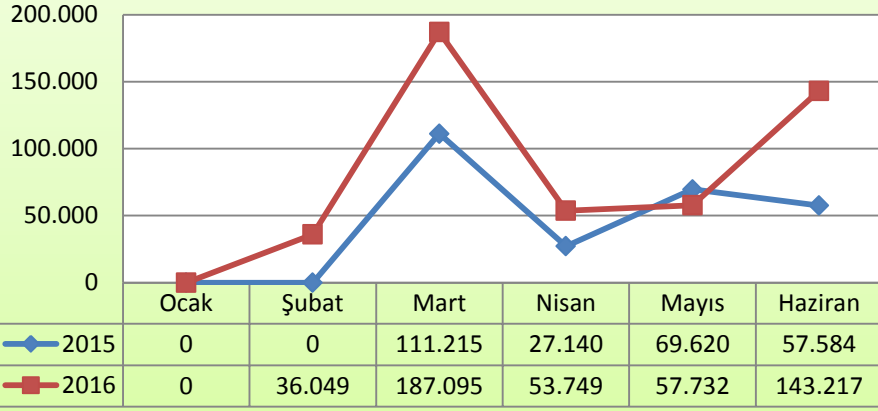 200.000
150.000
100.000
50.000
0
Ocak Şubat Mart Nisan Mayıs Haziran
2015 0 0 111.215 27.140 69.620 57.584
2016 0 36.049 187.095 53.749 57.732 143.217